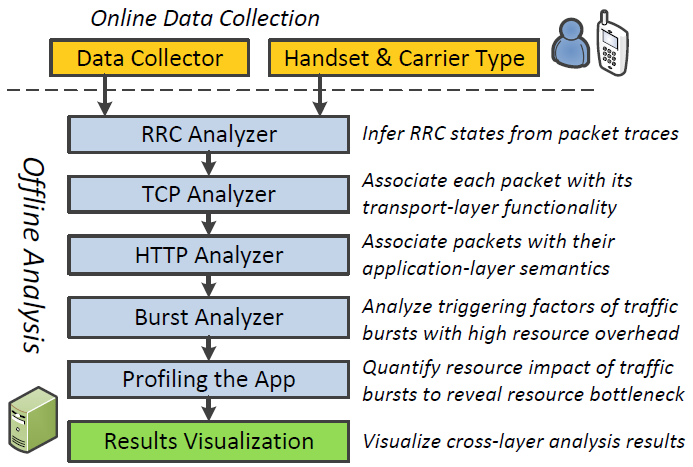 Online Data Collection
Data Collector
Handset & Carrier Type
Offline Analysis
RRC Analyzer
Infer RRC states from packet traces
TCP Analyzer
Associate each packet with its
transport-layer functionality
HTTP Analyzer
Associate packets with their
application-layer semantics
Burst Analyzer
Analyze triggering factors of traffic
bursts with high resource overhead
Profiling the App
Quantify resource impact of traffic
bursts to reveal resource bottleneck
Results Visualization
Visualize cross-layer analysis results